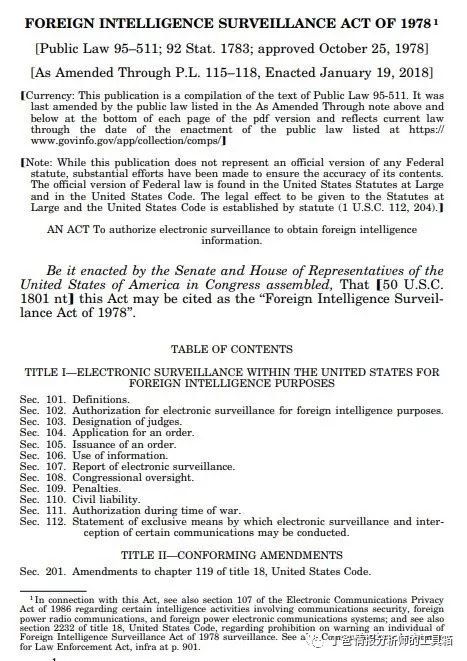 FOREIGN INTELLIGENCE SURVEILLANCE ACT OF 1978 1
[Public Law 95–511; 92 Stat. 1783; approved October 25, 1978]
[As Amended Through P.L. 115–118, Enacted January 19, 2018]
[Currency: This publication is a compilation of the text of Public Law 95-511. It was
last amended by the public law listed in the As Amended Through note above and
below at the bottom of each page of the pdf version and reflects current law
through the date of the enactment of the public law listed at https://
www.govinfo.gov/app/collection/comps/]
[Note: While this publication does not represent an official version of any Federal
statute, substantial efforts have been made to ensure the accuracy of its contents.
The official version of Federal law is found in the United States Statutes at Large
and in the United States Code. The legal effect to be given to the Statutes at
Large and the United States Code is established by statute (1 U.S.C. 112, 204).]
AN ACT To authorize electronic surveillance to obtain foreign intelligence
information.
Be it enacted by the Senate and House of Representatives of the
United States of America in Congress assembled, That [50 U.S.C.
1801 nt] this Act may be cited as the “Foreign Intelligence Surveil-
lance Act of 1978”.
TABLE OF CONTENTS
TITLE I—ELECTRONIC SURVEILLANCE WITHIN THE UNITED STATES FOR
FOREIGN INTELLIGENCE PURPOSES
Sec. 101. Definitions.
Sec. 102. Authorization for electronic surveillance for foreign intelligence purposes.
Sec. 103. Designation of judges.
Sec. 104. Application for an order.
Sec. 105. Issuance of an order.
Sec. 106. Use of information.
Sec. 107. Report of electronic surveillance.
Sec. 108. Congressional oversight.
Sec. 109. Penalties.
Sec. 110. Civil liability.
Sec. 111. Authorization during time of war.
Sec. 112. Statement of exclusive means by which electronic surveillance and inter-
ception of certain communications may be conducted.
TITLE II—CONFORMING AMENDMENTS
Sec. 201. Amendments to chapter 119 of title 18, United States Code.
1 In connection with this Act, see also section 107 of the Electronic Communications Privacy
Act of 1986 regarding certain intelligence activities involving communications security, foreign
power radio communications, and foreign power electronic communications systems; and see also
section 2232 of title 18, United States Code, regarding prohibition on warning an individual of
Foreign Intelligence Surveillance Act of 1978 surveillance. See
for Law Enforcement Act, infra at p. 901.
丁爸情报分析师的工具箱